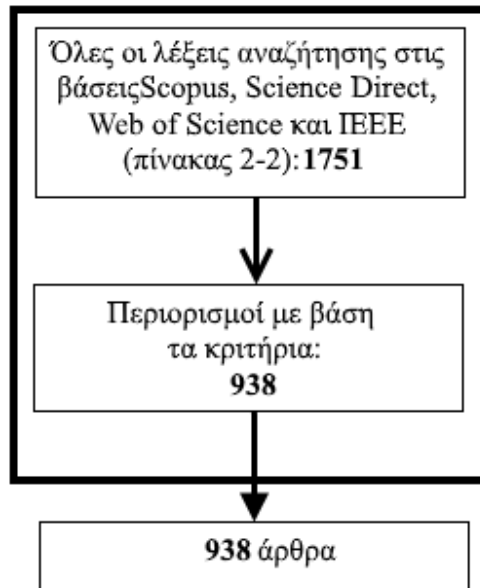 Όλες οι λέξεις αναζήτησης στις
βάσειςScopus, Science Direct,
Web of Science και IEEE
(πίνακας 2-2): 1751
Περιορισμοί με βάση
τα κριτήρια:
938
938 άρθρα